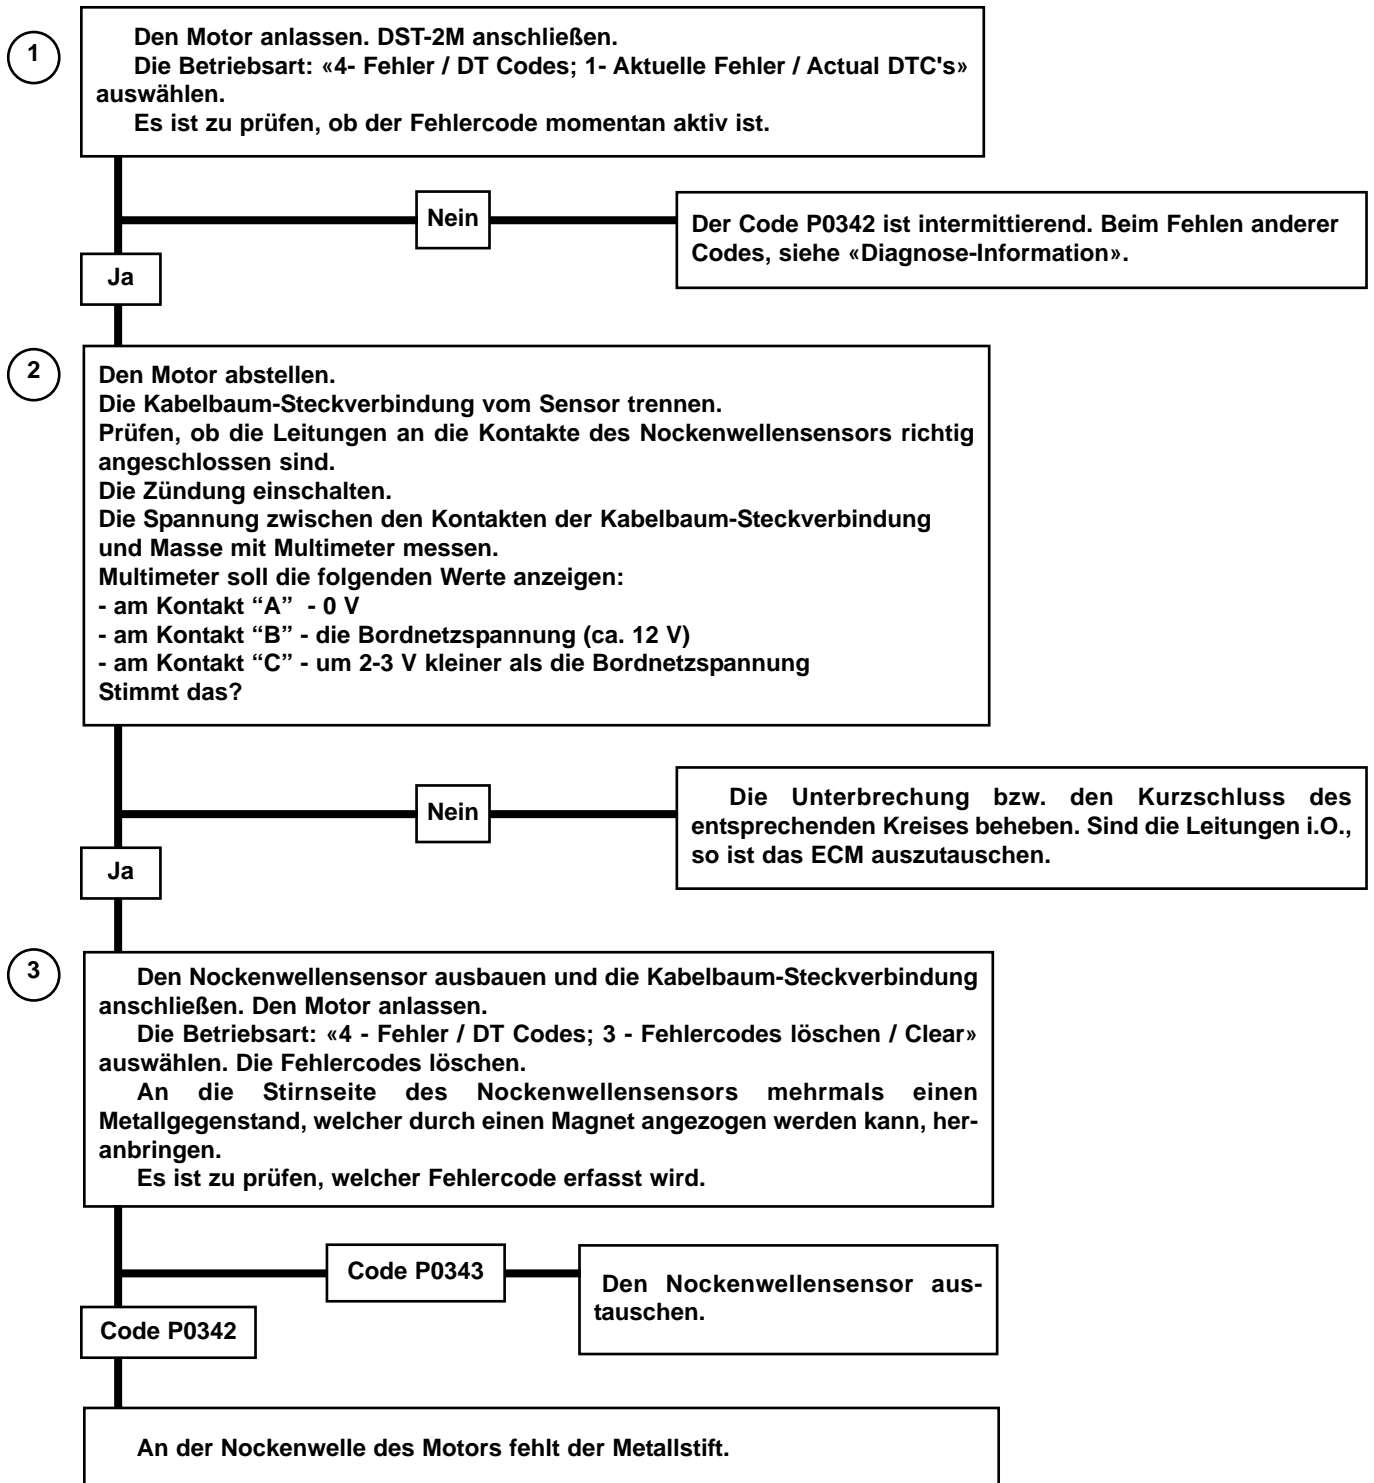 1
Den Motor anlassen. DST-2M anschließen.
Die Betriebsart: «4- Fehler / DT Codes; 1- Aktuelle Fehler / Actual DTC's»
auswählen.
Es ist zu prüfen, ob der Fehlercode momentan aktiv ist.
Nein
Der Code P0342 ist intermittierend. Beim Fehlen anderer
Codes, siehe «Diagnose-Information».
Ja
2
Den Motor abstellen.
Die Kabelbaum-Steckverbindung vom Sensor trennen.
Prüfen, ob die Leitungen an die Kontakte des Nockenwellensensors richtig
angeschlossen sind.
Die Zündung einschalten.
Die Spannung zwischen den Kontakten der Kabelbaum-Steckverbindung
und Masse mit Multimeter messen.
Multimeter soll die folgenden Werte anzeigen:
- am Kontakt “A” - 0 V
- am Kontakt “B” - die Bordnetzspannung (ca. 12 V)
- am Kontakt “C” - um 2-3 V kleiner als die Bordnetzspannung
Stimmt das?
Nein
Die Unterbrechung bzw. den Kurzschluss des
entsprechenden Kreises beheben. Sind die Leitungen i.O.,
so ist das ECM auszutauschen.
Ja
3
Den Nockenwellensensor ausbauen und die Kabelbaum-Steckverbindung
anschließen. Den Motor anlassen.
Die Betriebsart: «4 - Fehler / DT Codes; 3 - Fehlercodes löschen / Clear»
auswählen. Die Fehlercodes löschen.
An die Stirnseite des Nockenwellensensors mehrmals einen
Metallgegenstand, welcher durch einen Magnet angezogen werden kann, her-
anbringen.
Es ist zu prüfen, welcher Fehlercode erfasst wird.
Code P0343
Den Nockenwellensensor aus-
tauschen.
Code P0342
An der Nockenwelle des Motors fehlt der Metallstift.